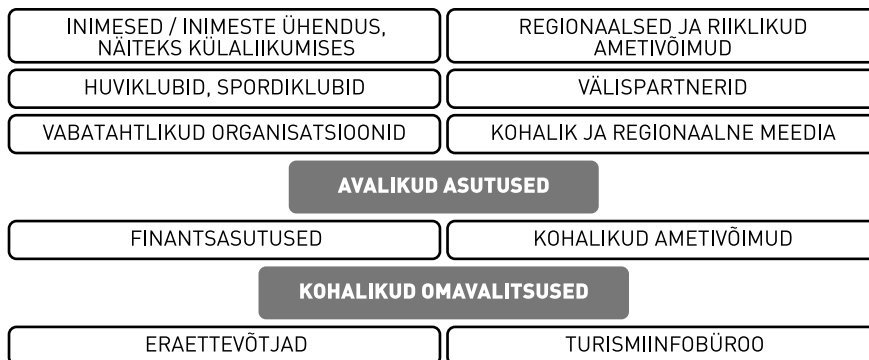 INIMESED / INIMESTE ÜHENDUS,
NÄITEKS KÜLALIIKUMISES
REGIONAALSED JA RIIKLIKUD
AMETIVÕIMUD
HUVIKLUBID, SPORDIKLUBID
VÄLISPARTNERID
VABATAHTLIKUD ORGANISATSIOONID
KOHALIK JA REGIONAALNE MEEDIA
AVALIKUD ASUTUSED
FINANTSASUTUSED
KOHALIKUD AMETIVÕIMUD
KOHALIKUD OMAVALITSUSED
ERAETTEVÕTJAD
TURISMIINFOBÜROO